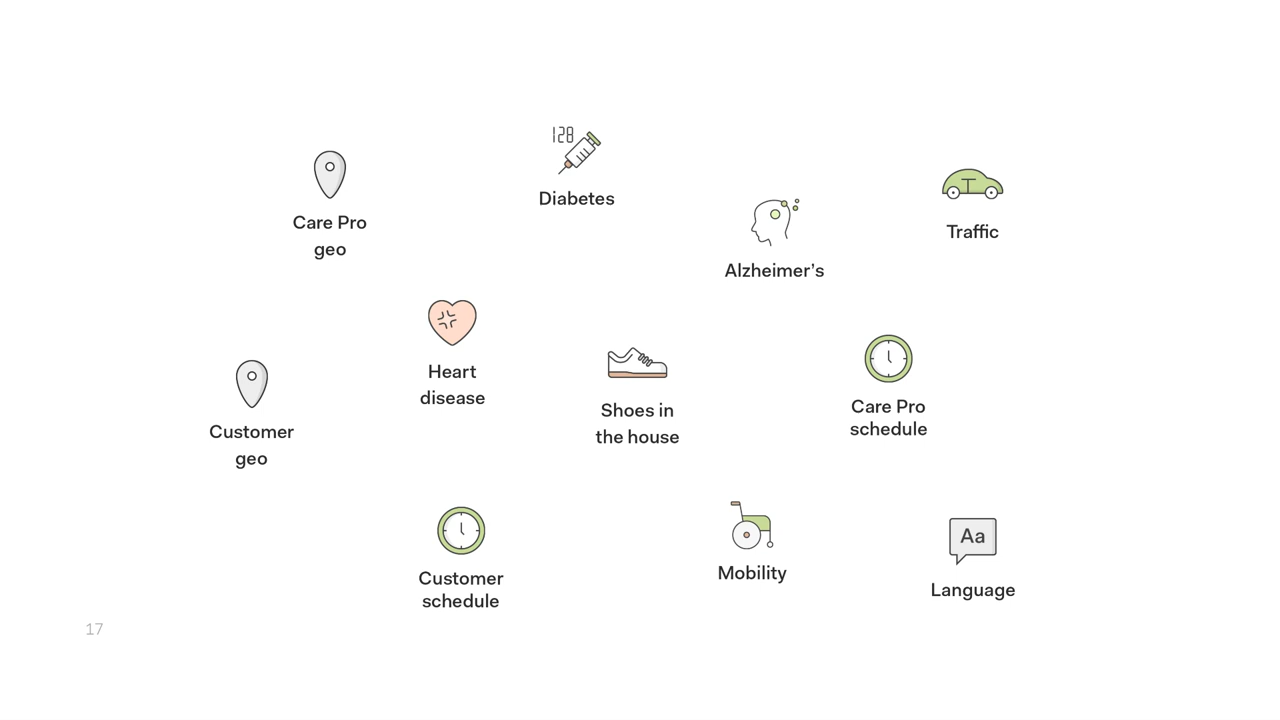 128
Diabetes
Care Pro
geo
T
Traffic
Alzheimer’s
Heart
disease
Shoes in
the house
Care Pro
schedule
Customer
geo
Customer
schedule
Mobility
Aa
Language
17